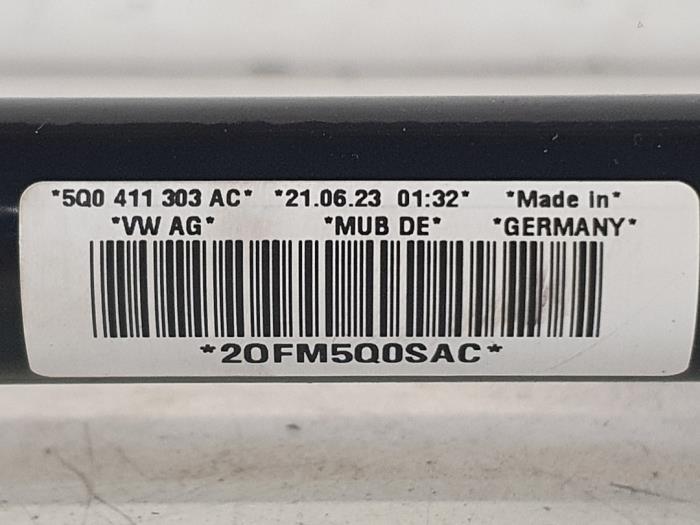 *5Q0 411 303 AC* *21.06.23 01:32* *Made in*
*VW AG* *MUB DE* *GERMANY*
*2OFM5Q0SAC*